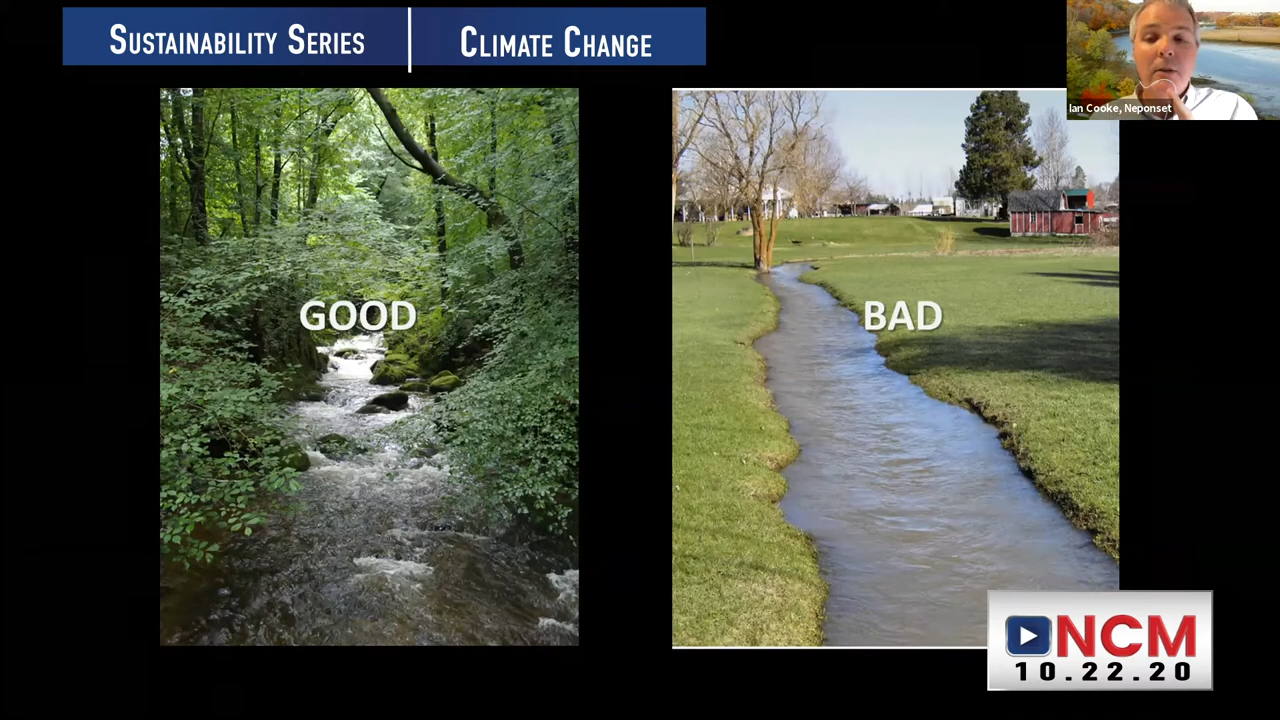 SUSTAINABILITY SERIES
CLIMATE CHANGE
Ian Cooke, Neponset
GOOD
BAD
NCM
10.22.20